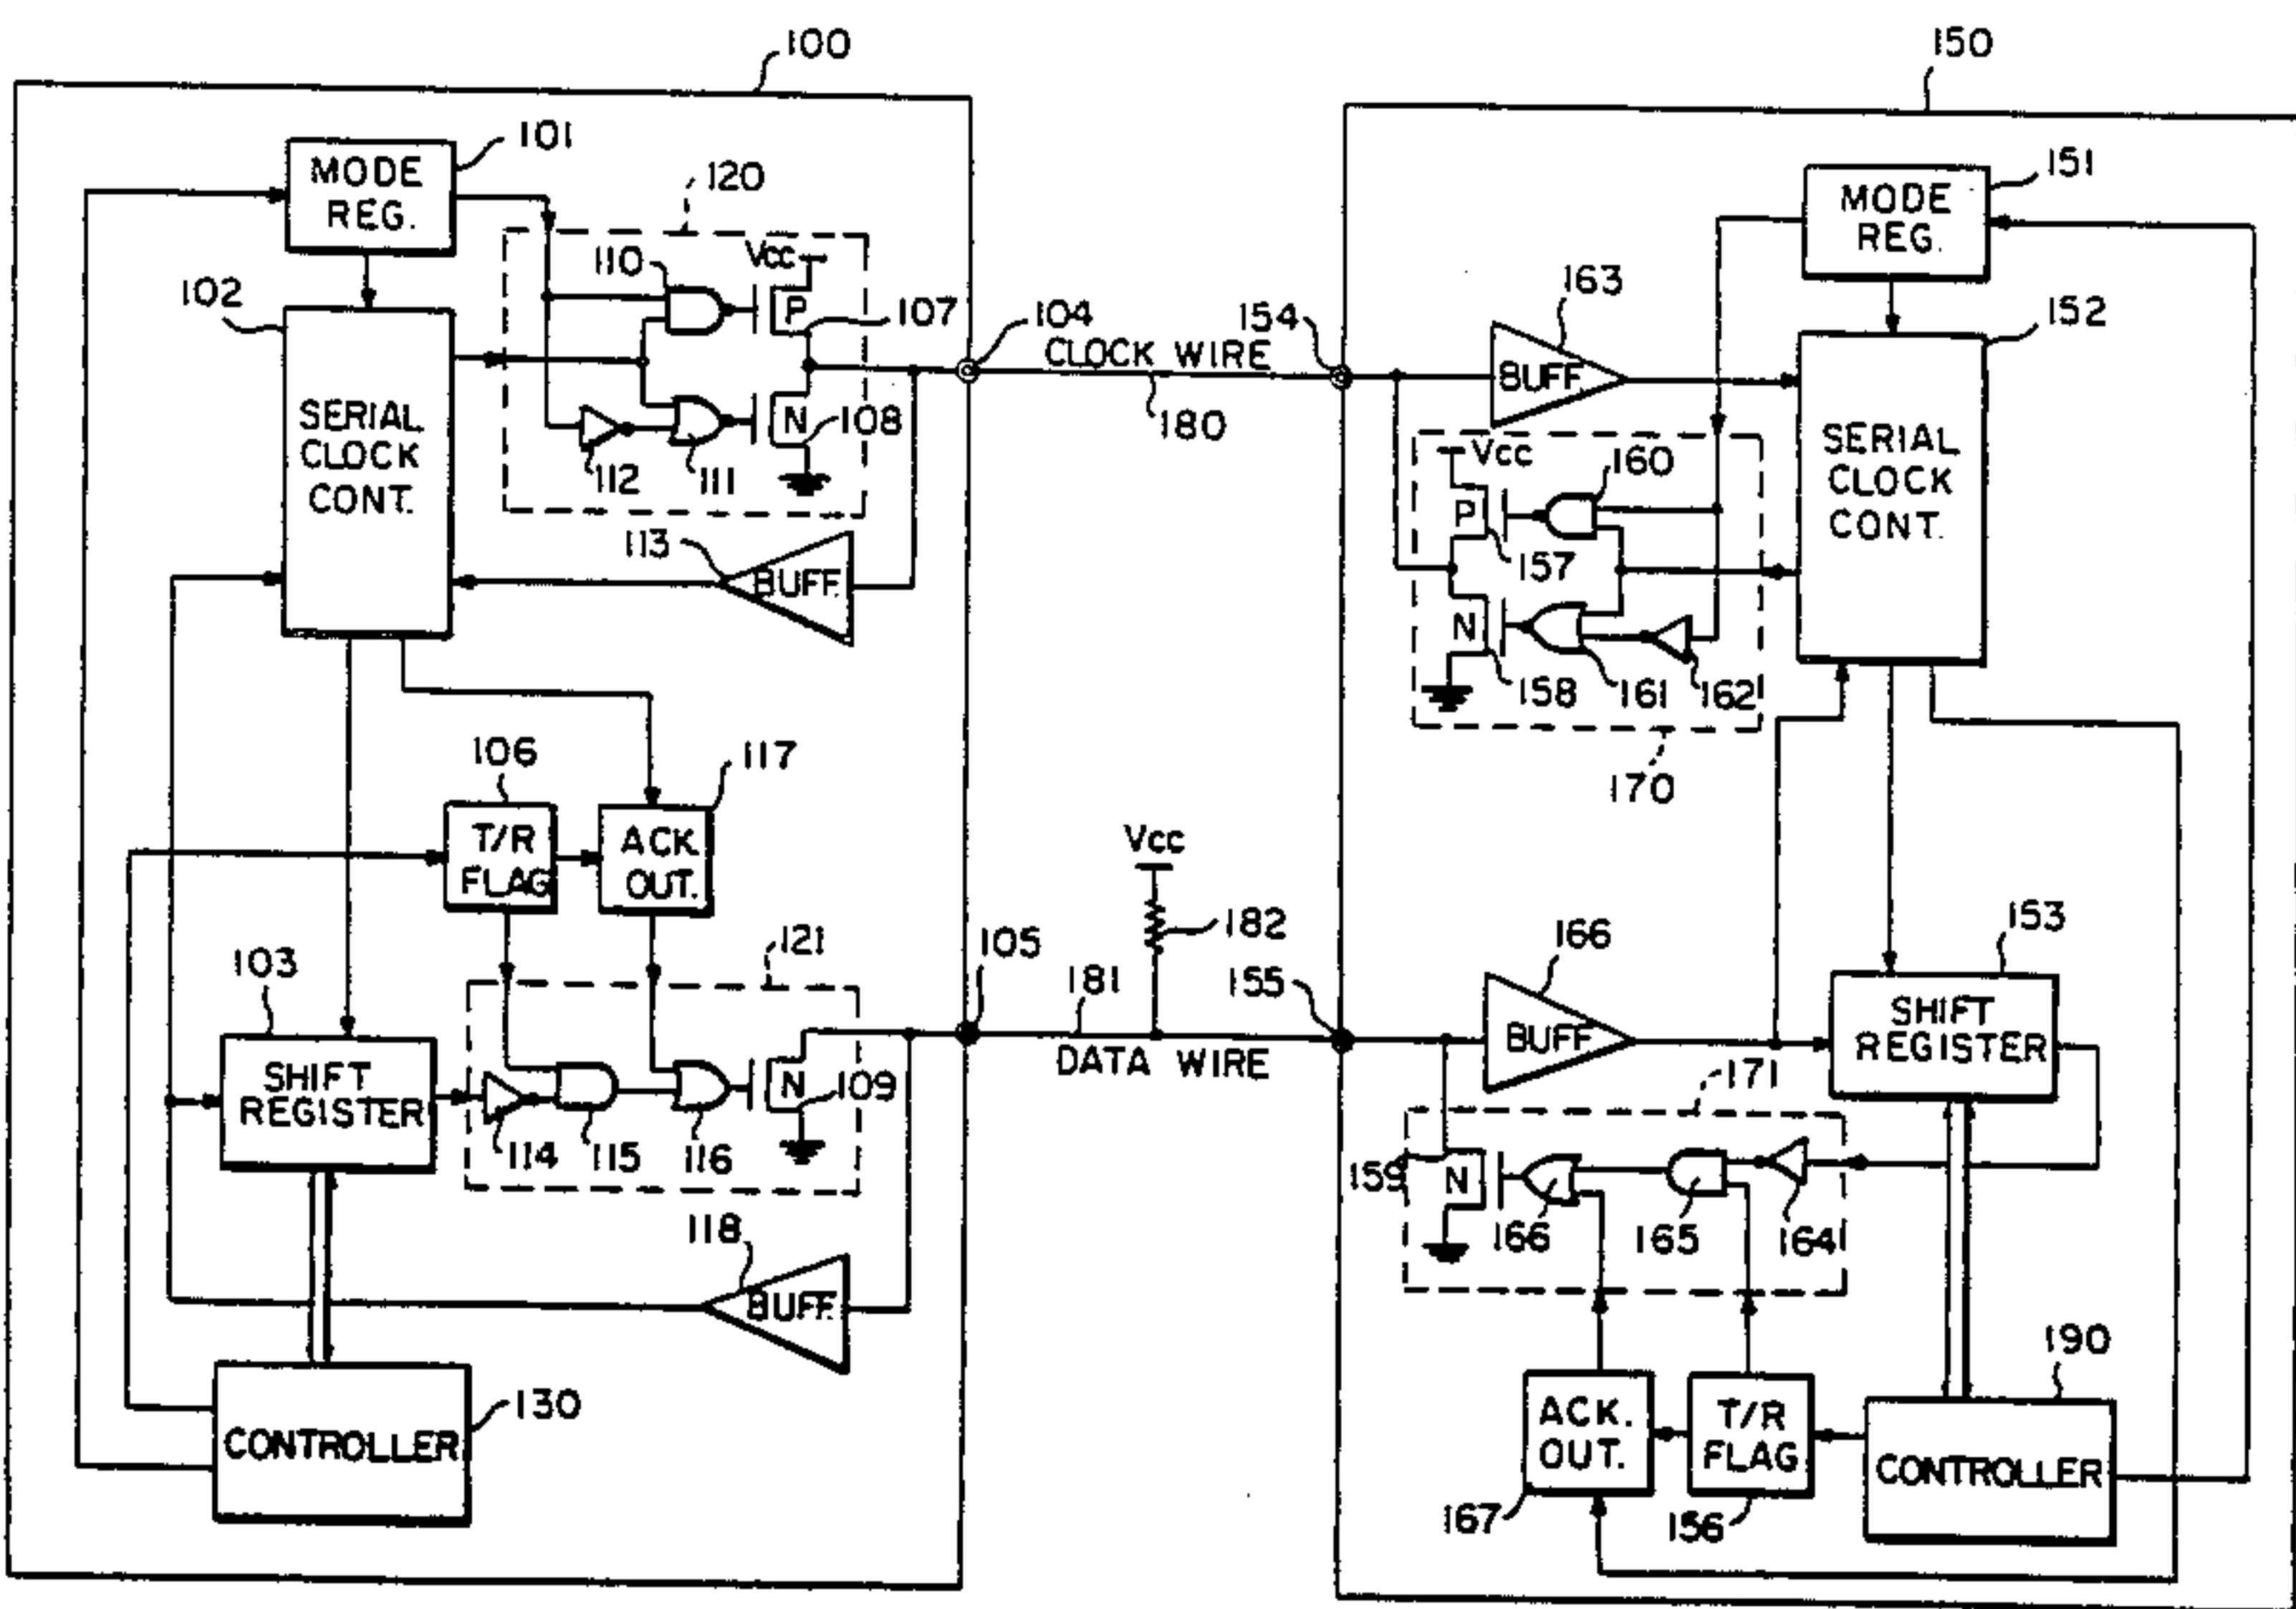 100
150
101
MODE
REG.
120
151
MODE
REG.
102
110
Vcc
P
107
104
CLOCK WIRE
154
163
BUFF.
152
SERIAL
CLOCK
CONT.
N
108
112
111
180
Vcc
160
SERIAL
CLOCK
CONT.
P
157
113
BUFF.
N
158
161
162
170
106
T/R
FLAG
117
ACK.
OUT.
Vcc
182
103
121
105
181
155
166
BUFF.
153
SHIFT
REGISTER
DATA WIRE
SHIFT
REGISTER
N
109
171
114
115
116
159
N
166
165
164
118
BUFF.
190
130
CONTROLLER
ACK.
OUT.
T/R
FLAG
CONTROLLER
167
156